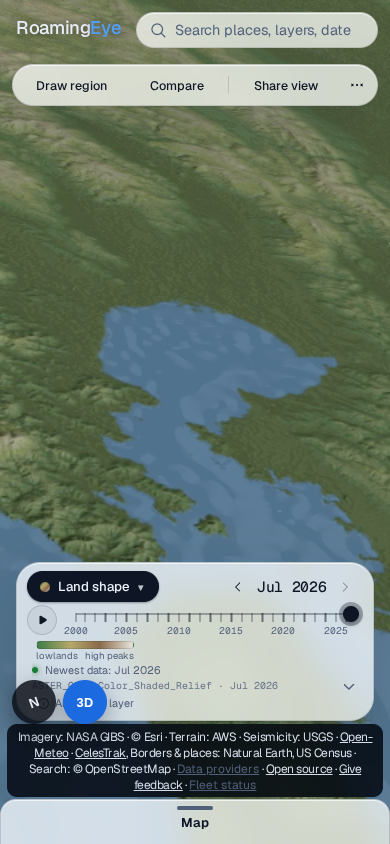 RoamingEye
Search places, layers, date
Draw region Compare Share view ···
Land shape ▾
‹ Jul 2026 ›
2000 2005 2010 2015 2020 2025
lowlands high peaks
Newest data: Jul 2026
Color_Shaded_Relief · Jul 2026
N 3D layer
Imagery: NASA GIBS · © Esri · Terrain: AWS · Seismicity: USGS · Open-
Meteo · CelesTrak, Borders & places: Natural Earth, US Census ·
Search: © OpenStreetMap · Data providers · Open source · Give
feedback · Fleet status
Map